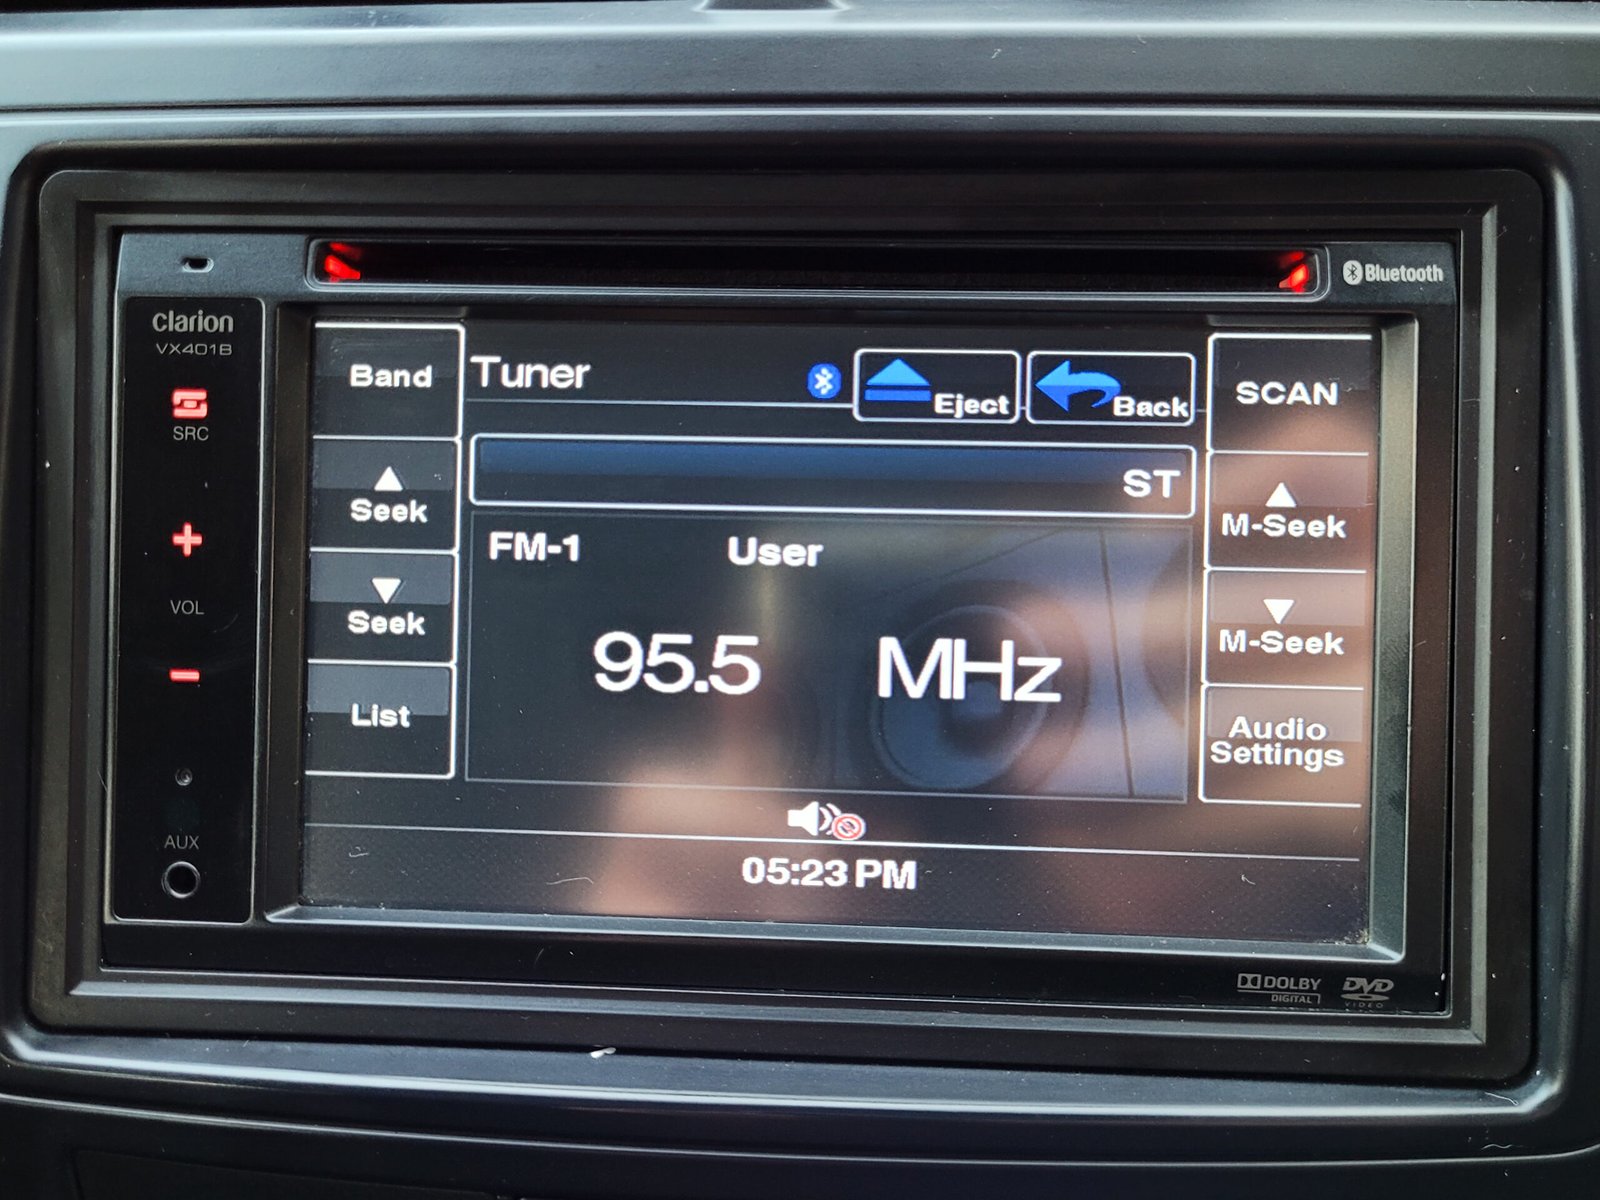 Bluetooth
clarion
VX401B
SRC
VOL
AUX
Band
Seek
Seek
List
Tuner
Eject
Back
ST
FM-1 User
95.5 MHz
05:23 PM
SCAN
M-Seek
M-Seek
Audio
Settings
DOLBY
DIGITAL
DVD
VIDEO